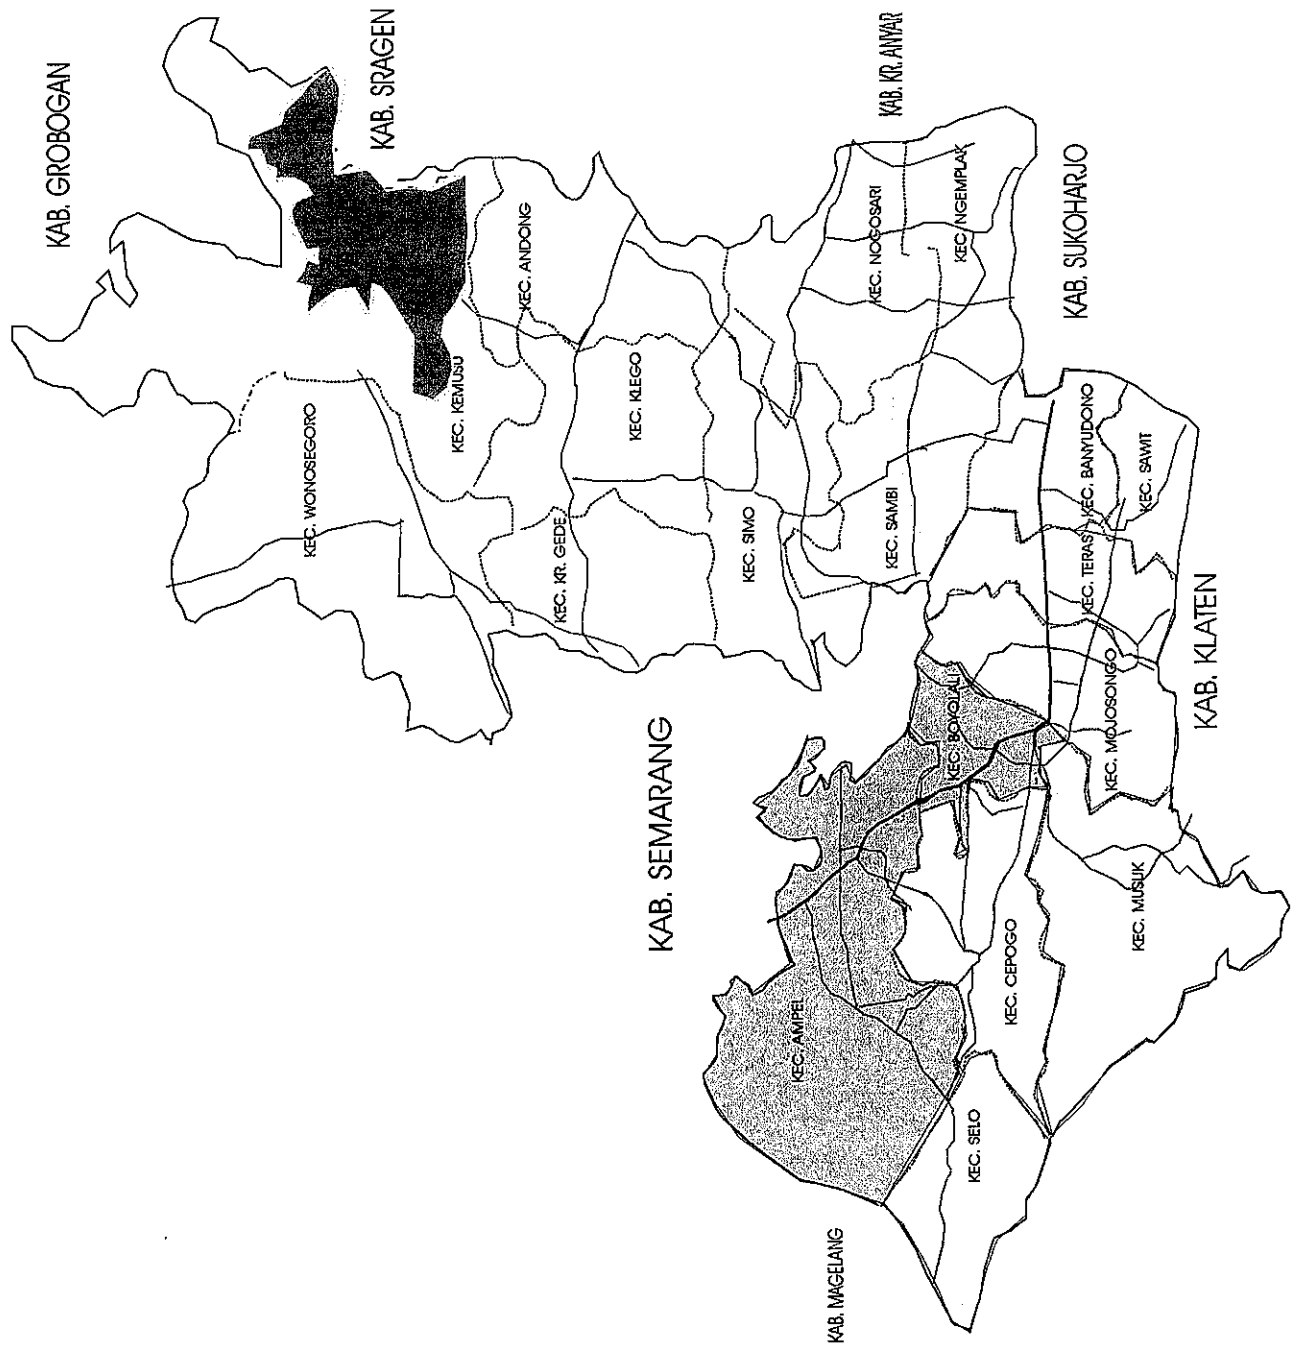 KAB. GROBOGAN
KAB. SRAGEN
KAB. KR. ANYAR
KAB. SUKOHARJO
KAB. KLATEN
KAB. SEMARANG
KAB. MAGELANG
KEC. WONOSEGORO
KEC. KEMUSU
KEC. ANDONG
KEC. KR. GEDE
KEC. KLEGO
KEC. SIMO
KEC. NOGOSARI
KEC. NGEMPLAK
KEC. SAMBI
KEC. TERAS
KEC. BANYUDONO
KEC. SAWIT
KEC. BOYOLALI
KEC. MOJOSONGO
KEC. AMPEL
KEC. CEPOGO
KEC. MUSUK
KEC. SELO